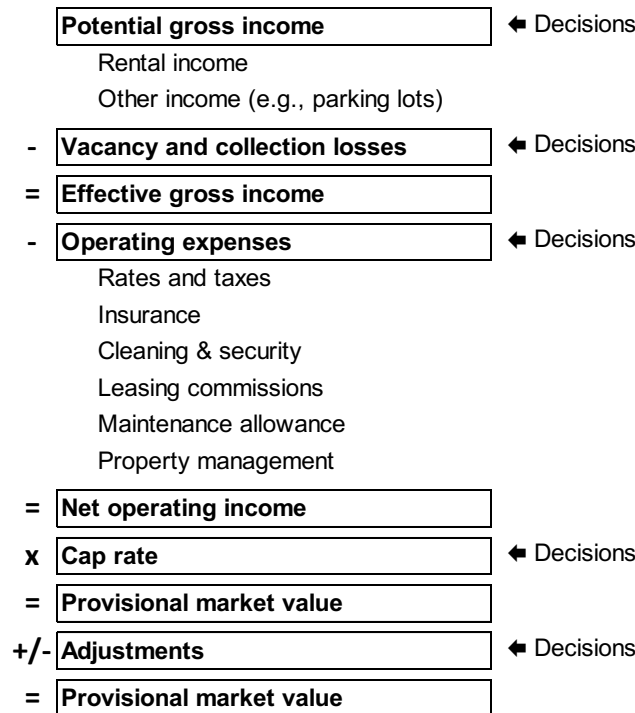 Potential gross income 🡸 Decisions
Rental income
Other income (e.g., parking lots)
- Vacancy and collection losses 🡸 Decisions
= Effective gross income
- Operating expenses 🡸 Decisions
Rates and taxes
Insurance
Cleaning & security
Leasing commissions
Maintenance allowance
Property management
= Net operating income
x Cap rate 🡸 Decisions
= Provisional market value
+/- Adjustments 🡸 Decisions
= Provisional market value